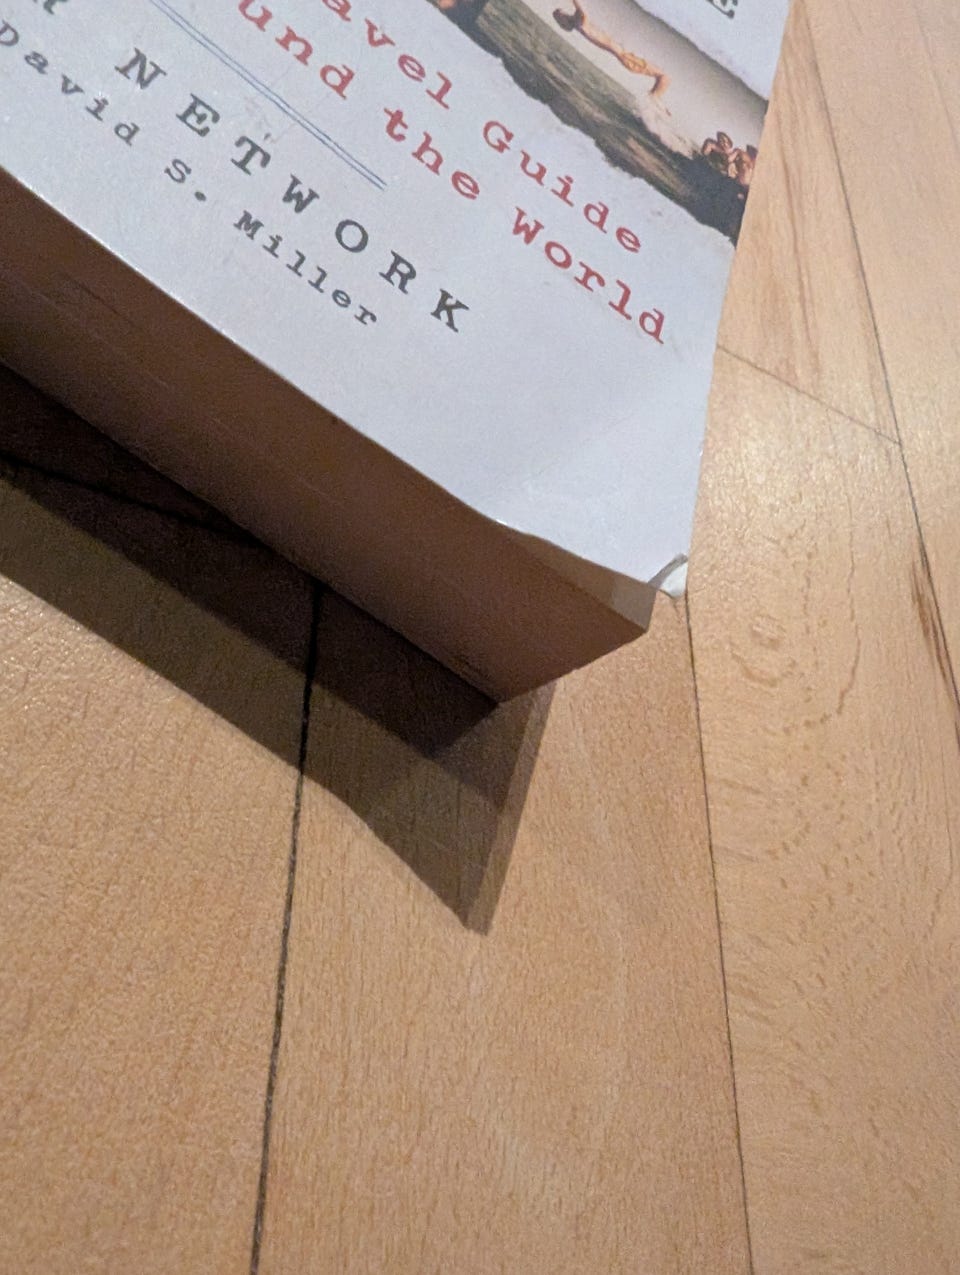 avel Guide
und the World
NETWORK
David S. Miller